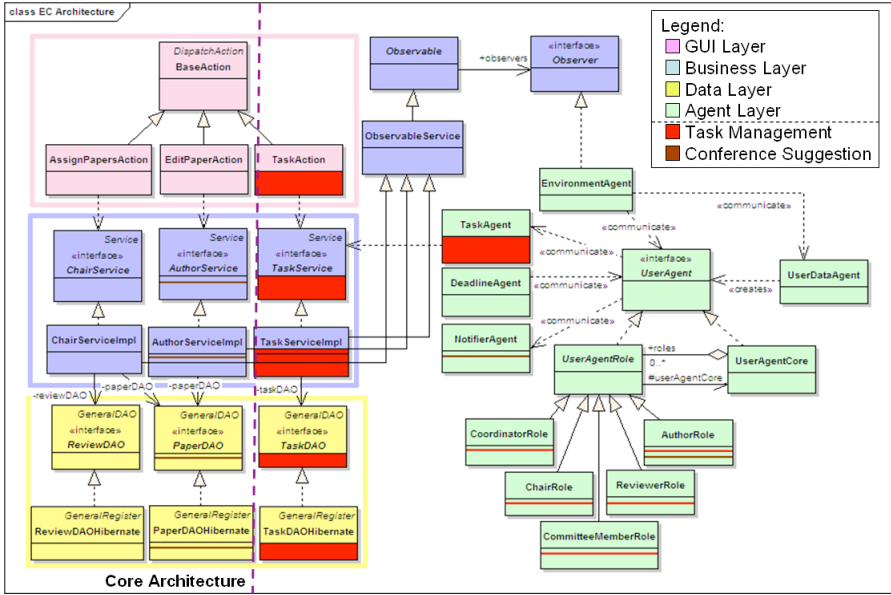 class EC Architecture
Legend:
GUI Layer
Business Layer
Data Layer
Agent Layer
Task Management
Conference Suggestion
DispatchAction
BaseAction
AssignPapersAction
EditPaperAction
TaskAction
Observable
+observers
«interface»
Observer
ObservableService
EnvironmentAgent
«communicate»
«communicate»
TaskAgent
«communicate»
DeadlineAgent
«communicate»
NotifierAgent
«interface»
UserAgent
«creates»
UserDataAgent
Service
«interface»
ChairService
Service
«interface»
AuthorService
Service
«interface»
TaskService
ChairServiceImpl
AuthorServiceImpl
TaskServiceImpl
UserAgentRole
+roles
0..*
#userAgentCore
UserAgentCore
-reviewDAO
-paperDAO
-paperDAO
-taskDAO
GeneralDAO
«interface»
ReviewDAO
GeneralDAO
«interface»
PaperDAO
GeneralDAO
«interface»
TaskDAO
CoordinatorRole
AuthorRole
ChairRole
ReviewerRole
CommitteeMemberRole
GeneralRegister
ReviewDAOHibernate
GeneralRegister
PaperDAOHibernate
GeneralRegister
TaskDAOHibernate
Core Architecture